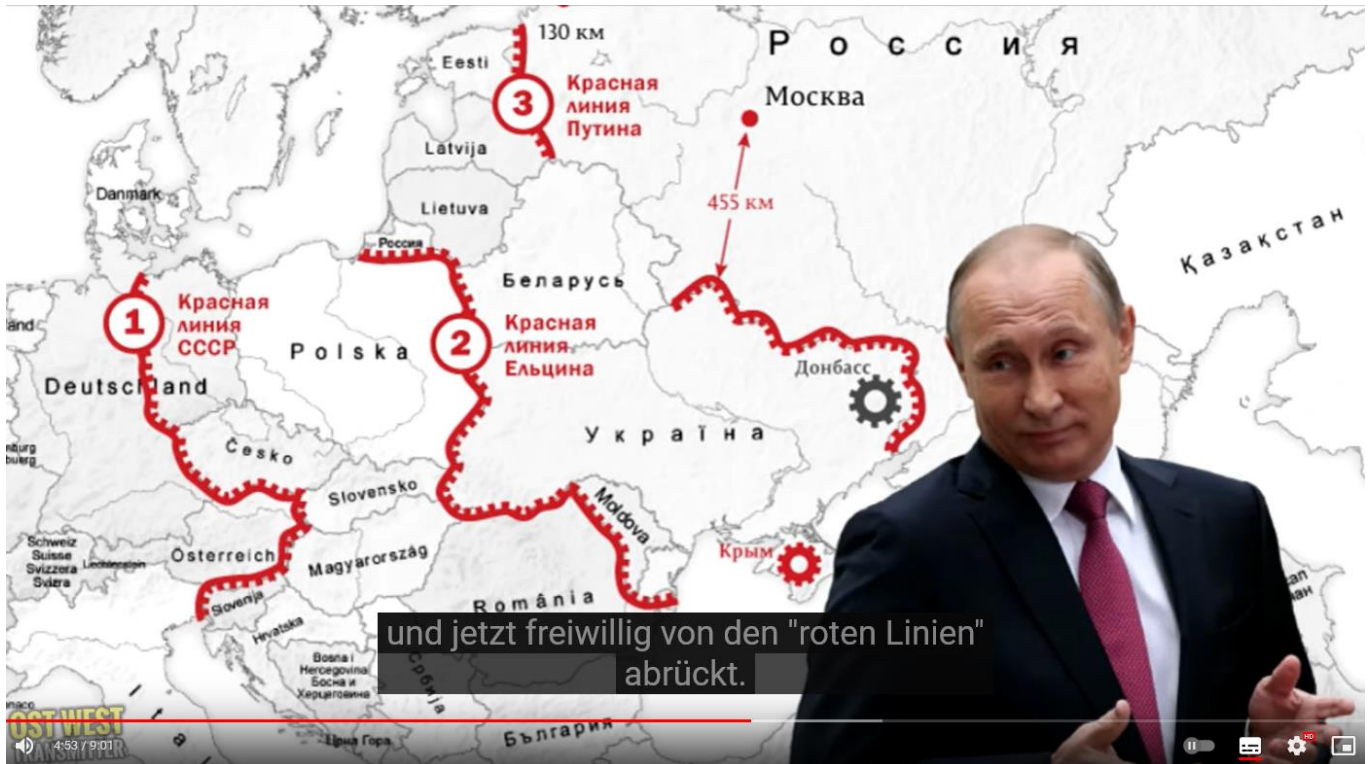 130 км
Россия
Eesti
3
Красная
линия
Путина
Москва
Latvija
Danmark
455 км
Lietuva
Россия
Қазақстан
Беларусь
1
Красная
линия
СССР
2
Красная
линия
Ельцина
Polska
Донбасс
Deutschland
Україна
Česko
Slovensko
Moldova
Schweiz
Suisse
Svizzera
Svizra
Liechtenstein
Österreich
Magyarország
Крым
Slovenija
România
Hrvatska
und jetzt freiwillig von den "roten Linien"
abrückt.
Bosna i
Hercegovina
Босна и
Херцеговина
Србија
OST WEST
TRANSMITTER
Црна Гора
България
4:53 / 9:01
HD